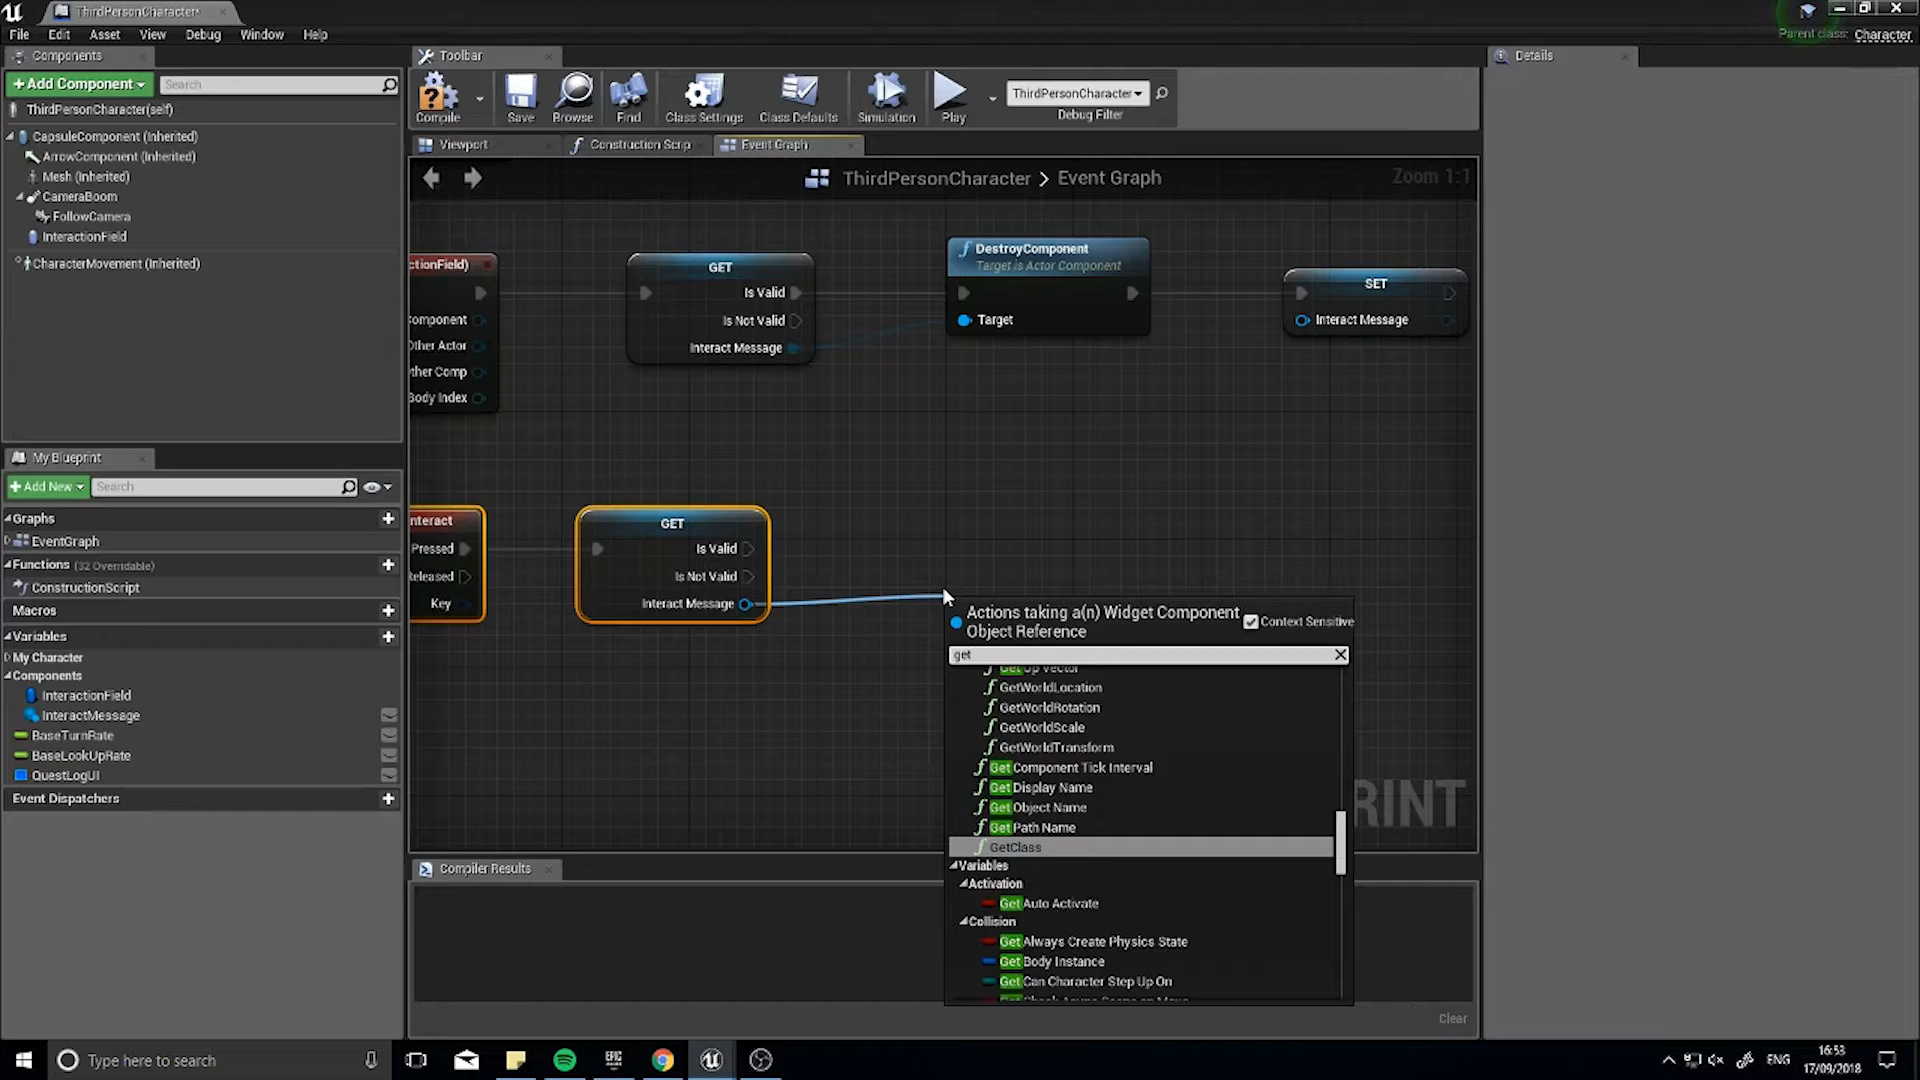 ThirdPersonCharacter*
Parent class: Character
File Edit Asset View Debug Window Help
Components
Toolbar
Details
+Add Component
Search
Compile
Save
Browse
Find
Class Settings
Class Defaults
Simulation
Play
ThirdPersonCharacter
Debug Filter
ThirdPersonCharacter(self)
CapsuleComponent (Inherited)
ArrowComponent (Inherited)
Mesh (Inherited)
CameraBoom
FollowCamera
InteractionField
CharacterMovement (Inherited)
Viewport
Construction Scrip
Event Graph
ThirdPersonCharacter > Event Graph
Zoom 1:1
ctionField)
Component
Other Actor
ther Comp
Body Index
GET
Is Valid
Is Not Valid
Interact Message
DestroyComponent
Target is Actor Component
Target
SET
Interact Message
My Blueprint
+Add New
Search
Graphs
EventGraph
Functions (32 Overridable)
ConstructionScript
Macros
Variables
My Character
Components
InteractionField
InteractMessage
BaseTurnRate
BaseLookUpRate
QuestLogUI
Event Dispatchers
nteract
Pressed
Released
Key
GET
Is Valid
Is Not Valid
Interact Message
Actions taking a(n) Widget Component
Object Reference
Context Sensitive
get
Get Up Vector
GetWorldLocation
GetWorldRotation
GetWorldScale
GetWorldTransform
Get Component Tick Interval
Get Display Name
Get Object Name
Get Path Name
GetClass
Variables
Activation
Get Auto Activate
Collision
Get Always Create Physics State
Get Body Instance
Get Can Character Step Up On
RINT
Compiler Results
Clear
Type here to search
EPIC
ENG
16:53
17/09/2018